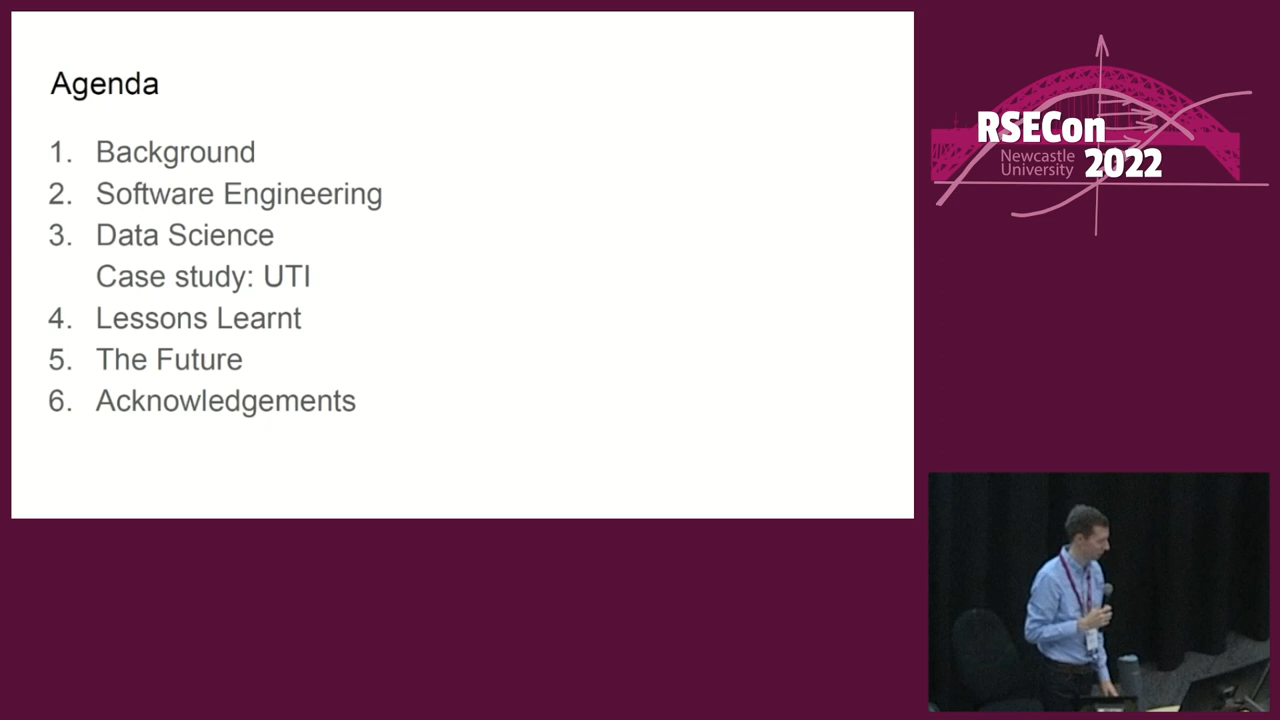 Agenda
1. Background
2. Software Engineering
3. Data Science
Case study: UTI
4. Lessons Learnt
5. The Future
6. Acknowledgements
RSECon
Newcastle
University
2022